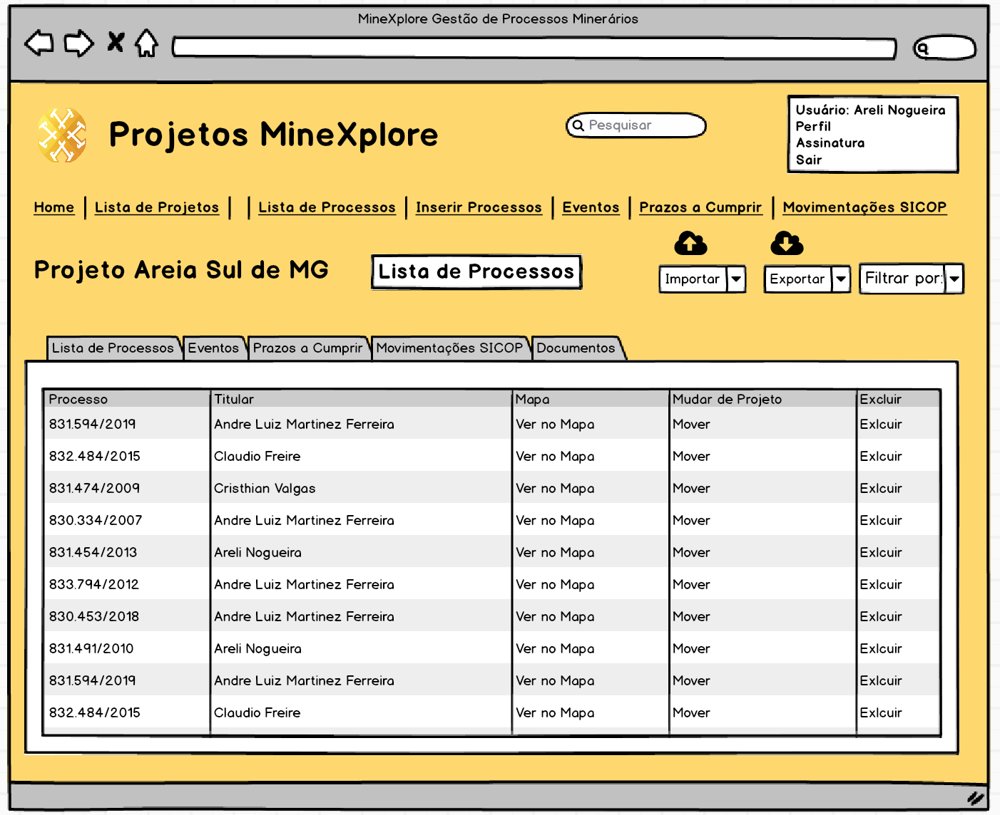 MineXplore Gestão de Processos Minerários
Projetos MineXplore
Pesquisar
Usuário: Areli Nogueira
Perfil
Assinatura
Sair
Home | Lista de Projetos | | Lista de Processos | Inserir Processos | Eventos | Prazos a Cumprir | Movimentações SICOP
Projeto Areia Sul de MG
Lista de Processos
Importar
Exportar
Filtrar por:
Lista de Processos Eventos Prazos a Cumprir Movimentações SICOP Documentos
Processo Titular Mapa Mudar de Projeto Excluir
831.594/2019 Andre Luiz Martinez Ferreira Ver no Mapa Mover Exlcuir
832.484/2015 Claudio Freire Ver no Mapa Mover Exlcuir
831.474/2009 Cristhian Valgas Ver no Mapa Mover Exlcuir
830.334/2007 Andre Luiz Martinez Ferreira Ver no Mapa Mover Exlcuir
831.454/2013 Areli Nogueira Ver no Mapa Mover Exlcuir
833.794/2012 Andre Luiz Martinez Ferreira Ver no Mapa Mover Exlcuir
830.453/2018 Andre Luiz Martinez Ferreira Ver no Mapa Mover Exlcuir
831.491/2010 Areli Nogueira Ver no Mapa Mover Exlcuir
831.594/2019 Andre Luiz Martinez Ferreira Ver no Mapa Mover Exlcuir
832.484/2015 Claudio Freire Ver no Mapa Mover Exlcuir